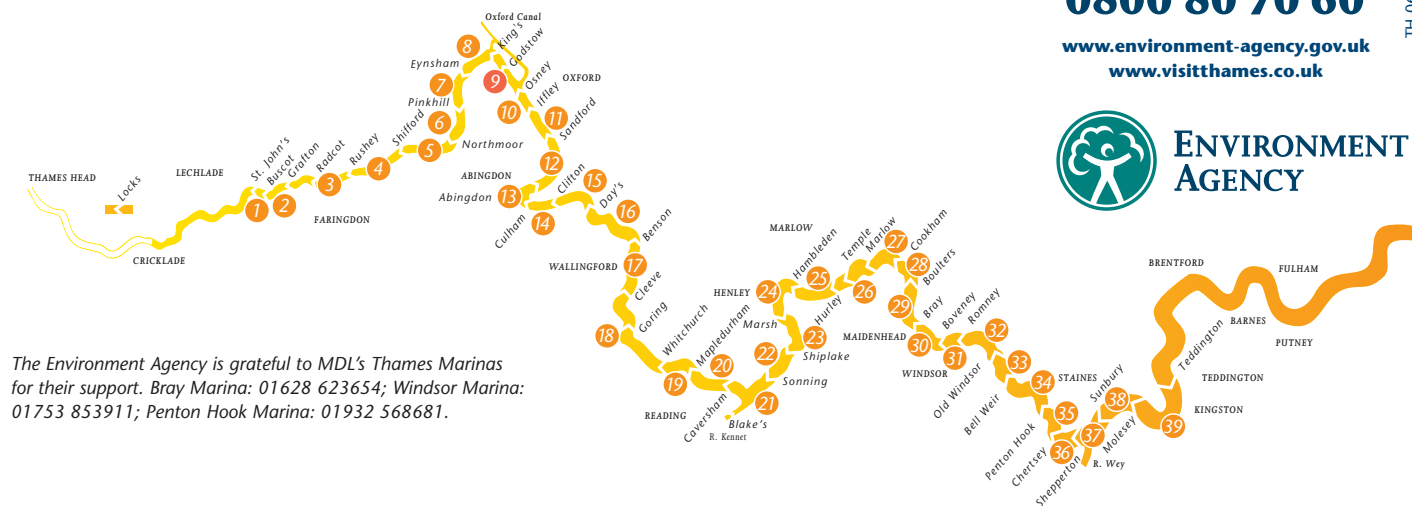 0800 80 70 60
www.environment-agency.gov.uk
www.visitthames.co.uk
ENVIRONMENT
AGENCY
Oxford Canal
King's
Godstow
8
Eynsham
9
Osney
OXFORD
7
Iffley
Pinkhill
10
11
6
Sandford
Shifford
5
Northmoor
Rushey
4
Radcot
3
Grafton
Buscot
St. John's
LECHLADE
1
2
FARINGDON
THAMES HEAD
Locks
CRICKLADE
12
ABINGDON
Abingdon
13
Clifton
15
Day's
Culham
14
16
Benson
WALLINGFORD
17
Cleeve
Goring
18
Whitchurch
Mapledurham
19
20
READING
Caversham
Blake's
R. Kennet
21
22
Sonning
Shiplake
23
Marsh
HENLEY
24
MARLOW
Hambleden
25
Hurley
Temple
Marlow
26
27
Cookham
28
Boulters
29
MAIDENHEAD
Bray
30
WINDSOR
Boveney
31
Romney
32
Old Windsor
33
Bell Weir
34
STAINES
Penton Hook
35
Chertsey
36
Shepperton
37
R. Wey
Sunbury
38
Molesey
39
KINGSTON
TEDDINGTON
Teddington
BRENTFORD
FULHAM
BARNES
PUTNEY
The Environment Agency is grateful to MDL's Thames Marinas
for their support. Bray Marina: 01628 623654; Windsor Marina:
01753 853911; Penton Hook Marina: 01932 568681.